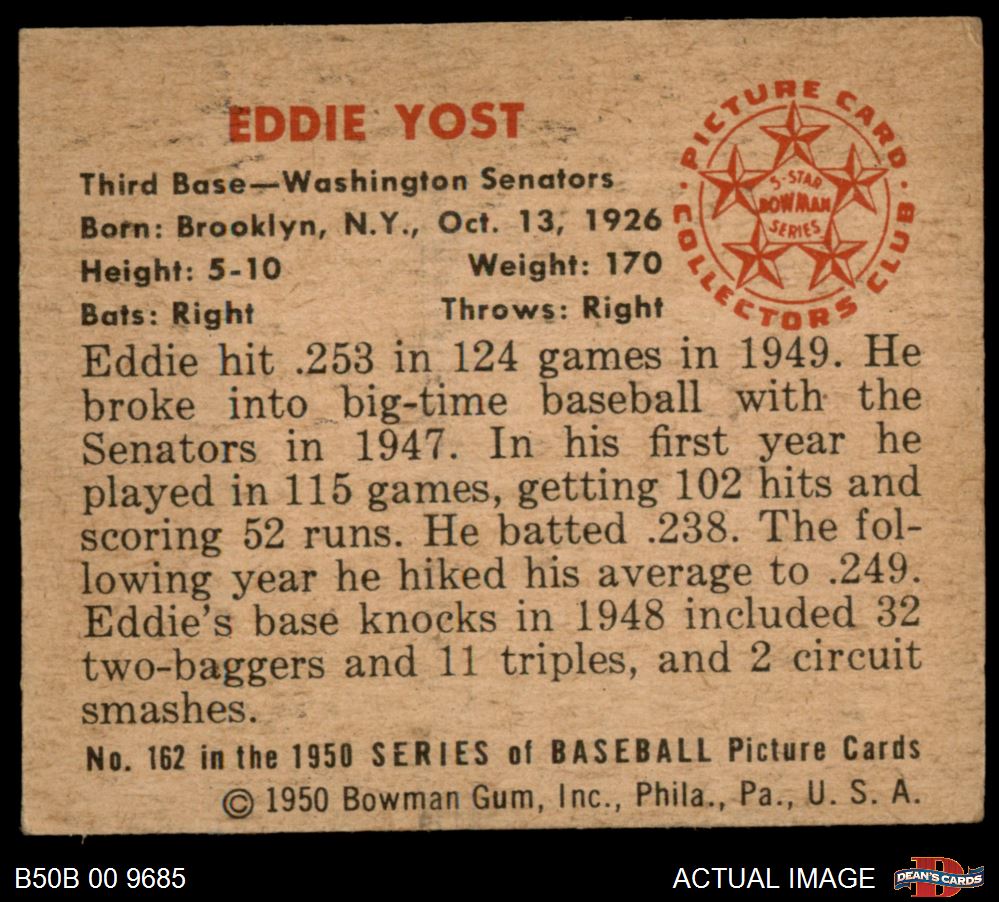 EDDIE YOST
Third Base—Washington Senators
Born: Brooklyn, N.Y., Oct. 13, 1926
Height: 5-10 Weight: 170
Bats: Right Throws: Right
PICTURE CARD
COLLECTORS CLUB
5-STAR
BOWMAN
SERIES
Eddie hit .253 in 124 games in 1949. He
broke into big-time baseball with the
Senators in 1947. In his first year he
played in 115 games, getting 102 hits and
scoring 52 runs. He batted .238. The fol-
lowing year he hiked his average to .249.
Eddie's base knocks in 1948 included 32
two-baggers and 11 triples, and 2 circuit
smashes.
No. 162 in the 1950 SERIES of BASEBALL Picture Cards
© 1950 Bowman Gum, Inc., Phila., Pa., U. S. A.
B50B 00 9685
ACTUAL IMAGE
DEAN'S CARDS